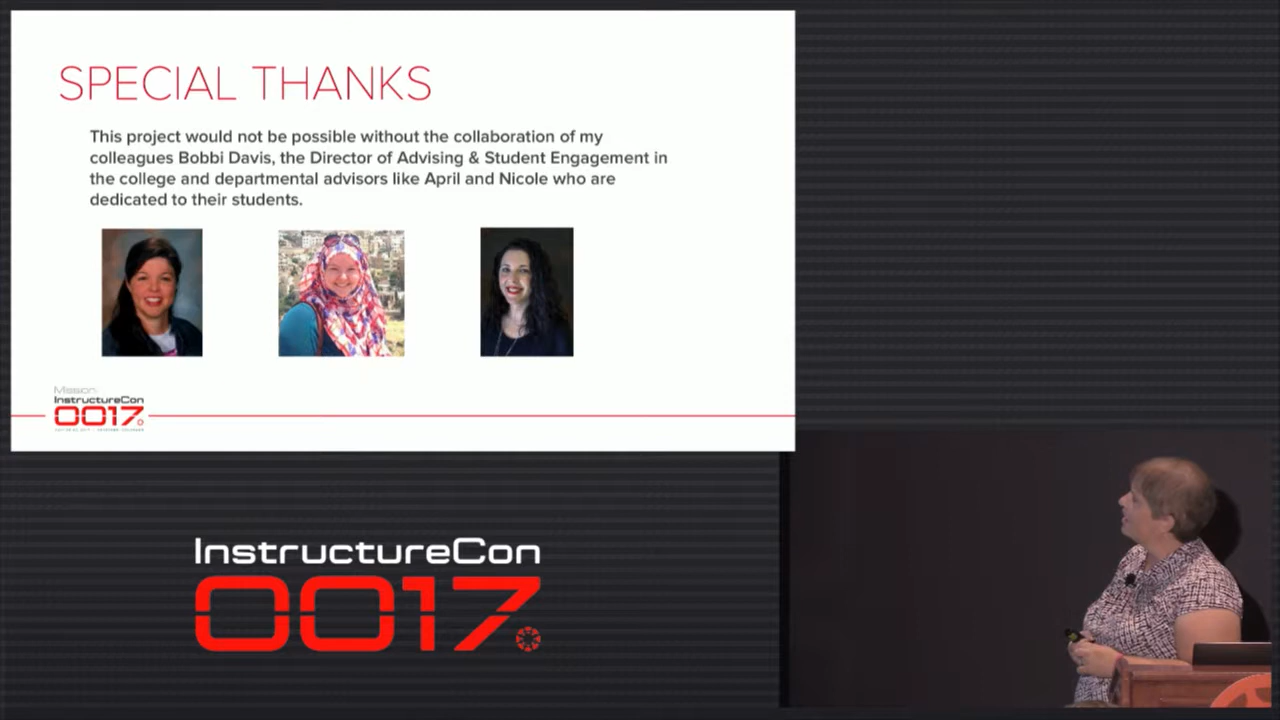 SPECIAL THANKS
This project would not be possible without the collaboration of my
colleagues Bobbi Davis, the Director of Advising & Student Engagement in
the college and departmental advisors like April and Nicole who are
dedicated to their students.
Mission:
InstructureCon
0017
InstructureCon
0017